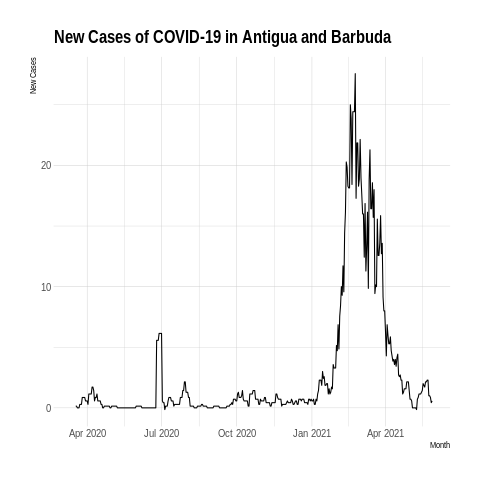 New Cases of COVID-19 in Antigua and Barbuda
New Cases
20
10
0
Apr 2020 Jul 2020 Oct 2020 Jan 2021 Apr 2021
Month